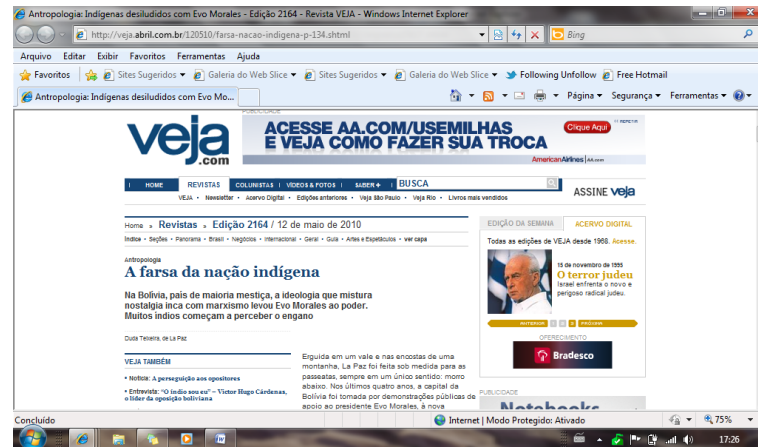 Antropologia: Indígenas desiludidos com Evo Morales - Edição 2164 - Revista VEJA - Windows Internet Explorer
http://veja.abril.com.br/120510/farsa-nacao-indigena-p-134.shtml
Bing
Arquivo Editar Exibir Favoritos Ferramentas Ajuda
Favoritos Sites Sugeridos Galeria do Web Slice Sites Sugeridos Galeria do Web Slice Following Unfollow Free Hotmail
Antropologia: Indígenas desiludidos com Evo Mo...
Página Segurança Ferramentas
PUBLICIDADE
veja.com
ACESSE AA.COM/USEMILHAS
E VEJA COMO FAZER SUA TROCA
Clique Aqui
AmericanAirlines AA.com
HOME REVISTAS COLUNISTAS VÍDEOS & FOTOS SABER + BUSCA
ASSINE veja
VEJA • Newsletter • Acervo Digital • Edições anteriores • Veja São Paulo • Veja Rio • Livros mais vendidos
Home » Revistas » Edição 2164 / 12 de maio de 2010
Índice • Seções • Panorama • Brasil • Negócios • Internacional • Geral • Guia • Artes e Espetáculos • ver capa
Antropologia
A farsa da nação indígena
Na Bolívia, país de maioria mestiça, a ideologia que mistura
nostalgia inca com marxismo levou Evo Morales ao poder.
Muitos índios começam a perceber o engano
Duda Teixeira, de La Paz
VEJA TAMBÉM
• Notícia: A perseguição aos opositores
• Entrevista: "O índio sou eu" – Victor Hugo Cárdenas,
o líder da oposição boliviana
Erguida em um vale e nas encostas de uma
montanha, La Paz foi feita sob medida para as
passeatas, sempre em um único sentido: morro
abaixo. Nos últimos quatro anos, a capital da
Bolívia foi tomada por demonstrações públicas de
apoio ao presidente Evo Morales, à nova
EDIÇÃO DA SEMANA ACERVO DIGITAL
Todas as edições de VEJA desde 1968. Acesse.
15 de novembro de 1995
O terror judeu
Israel enfrenta o novo e
perigoso radical judeu.
ANTERIOR 1 2 3 PRÓXIMA
OFERECIMENTO
Bradesco
PUBLICIDADE
Notebooks
Concluído
Internet | Modo Protegido: Ativado
75%
17:26